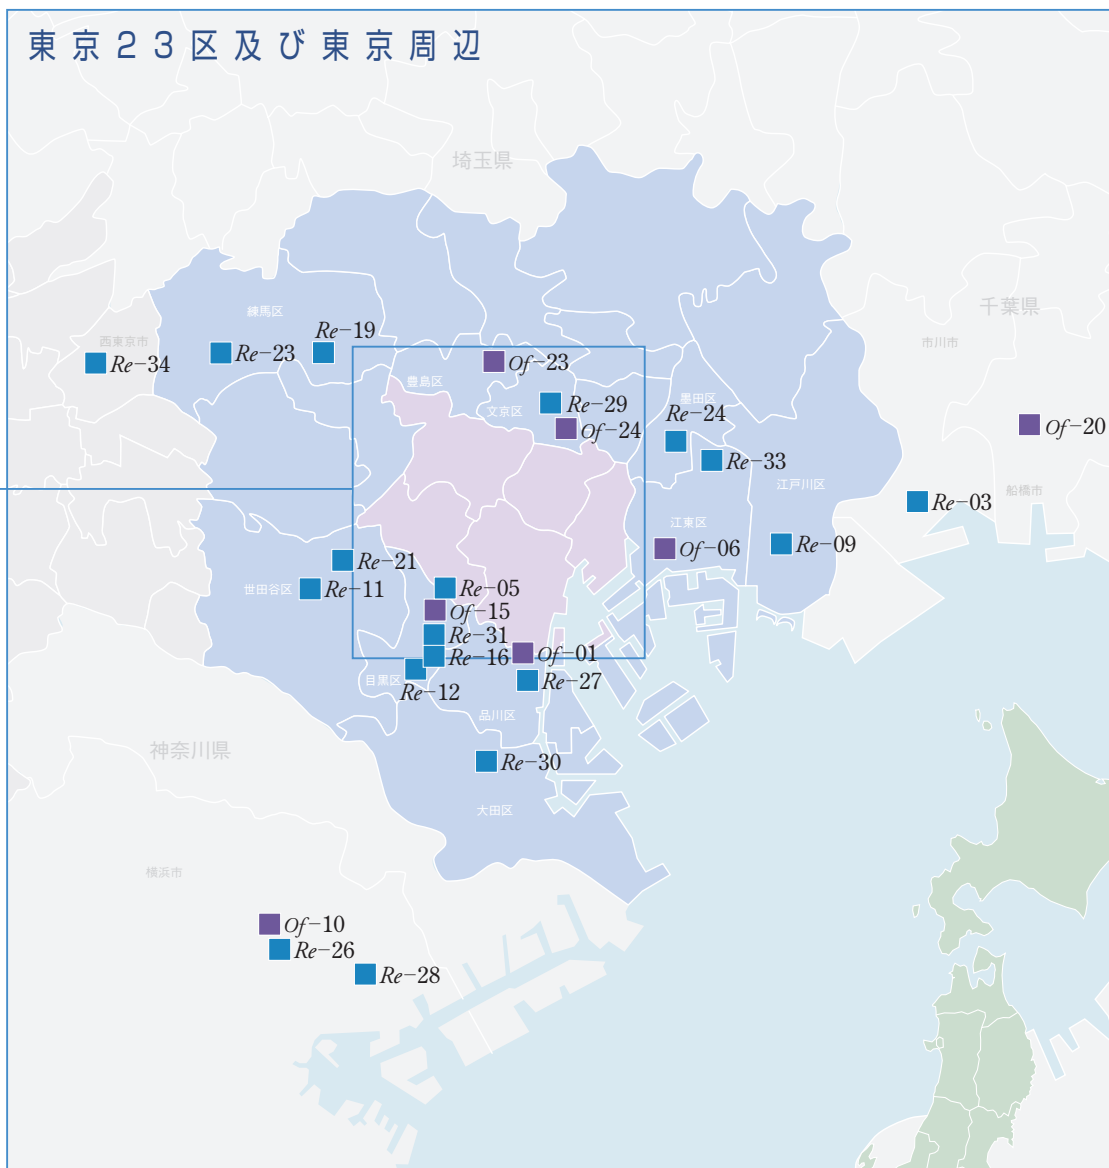 東京23区及び東京周辺
埼玉県
千葉県
練馬区
西東京市
Re-34
Re-23
Re-19
市川市
豊島区
Of-23
文京区
Re-29
Of-24
墨田区
Re-24
Re-33
Of-20
江戸川区
船橋市
Re-03
江東区
Of-06
Re-09
Re-21
世田谷区
Re-11
Re-05
Of-15
Re-31
Re-16
Of-01
目黒区
Re-12
Re-27
品川区
神奈川県
Re-30
大田区
横浜市
Of-10
Re-26
Re-28